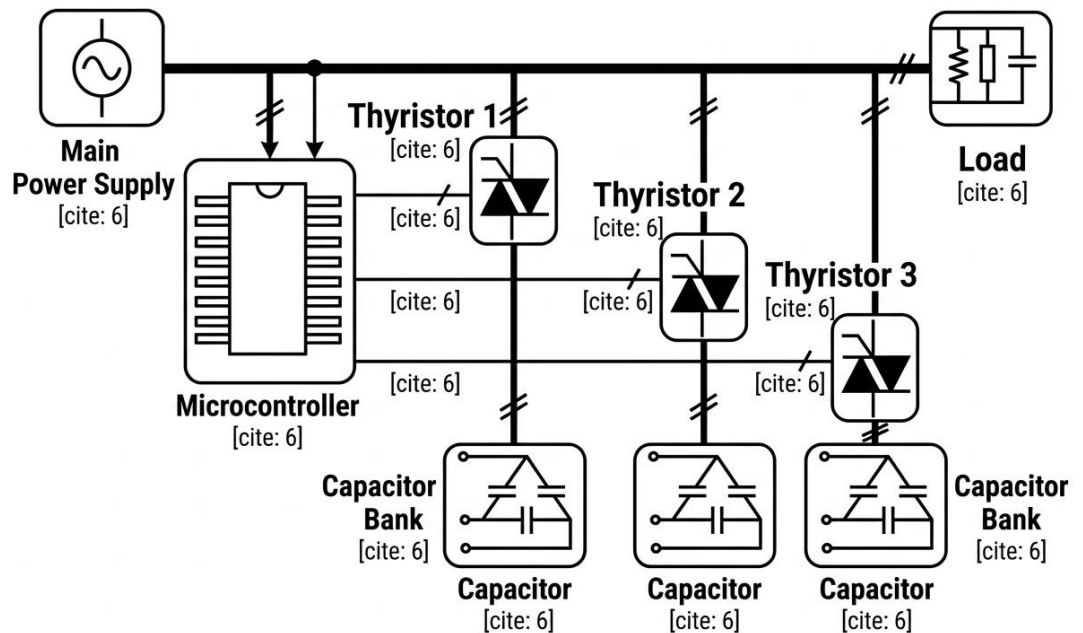 Main
Power Supply
[cite: 6]
Thyristor 1
[cite: 6]
[cite: 6]
Load
[cite: 6]
Thyristor 2
[cite: 6]
Thyristor 3
[cite: 6]
[cite: 6]
[cite: 6]
[cite: 6]
[cite: 6]
Microcontroller
[cite: 6]
Capacitor
Bank
[cite: 6]
Capacitor
Bank
[cite: 6]
Capacitor
[cite: 6]
Capacitor
[cite: 6]
Capacitor
[cite: 6]